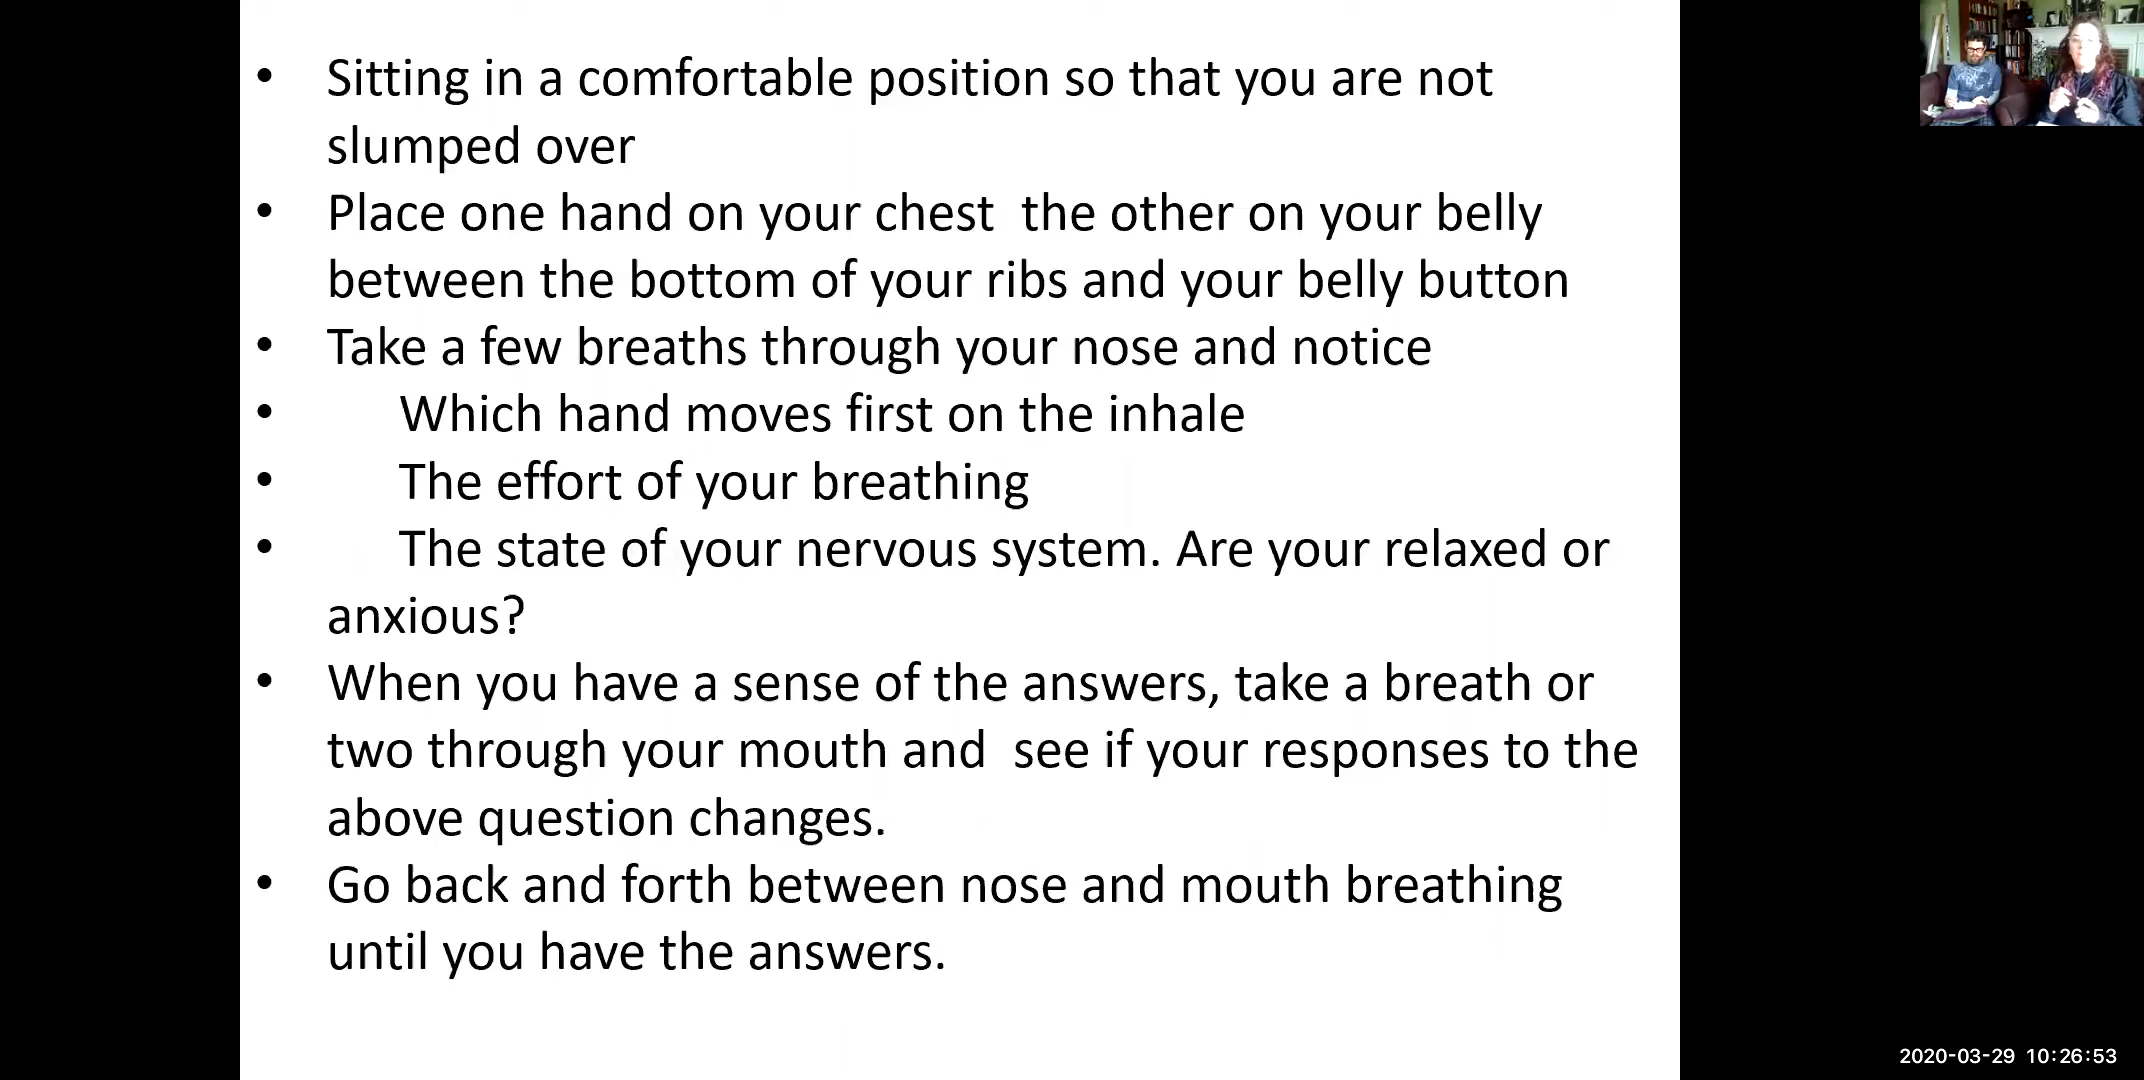 • Sitting in a comfortable position so that you are not
slumped over
• Place one hand on your chest  the other on your belly
between the bottom of your ribs and your belly button
• Take a few breaths through your nose and notice
• Which hand moves first on the inhale
• The effort of your breathing
• The state of your nervous system. Are your relaxed or
anxious?
• When you have a sense of the answers, take a breath or
two through your mouth and  see if your responses to the
above question changes.
• Go back and forth between nose and mouth breathing
until you have the answers.
2020-03-29 10:26:53